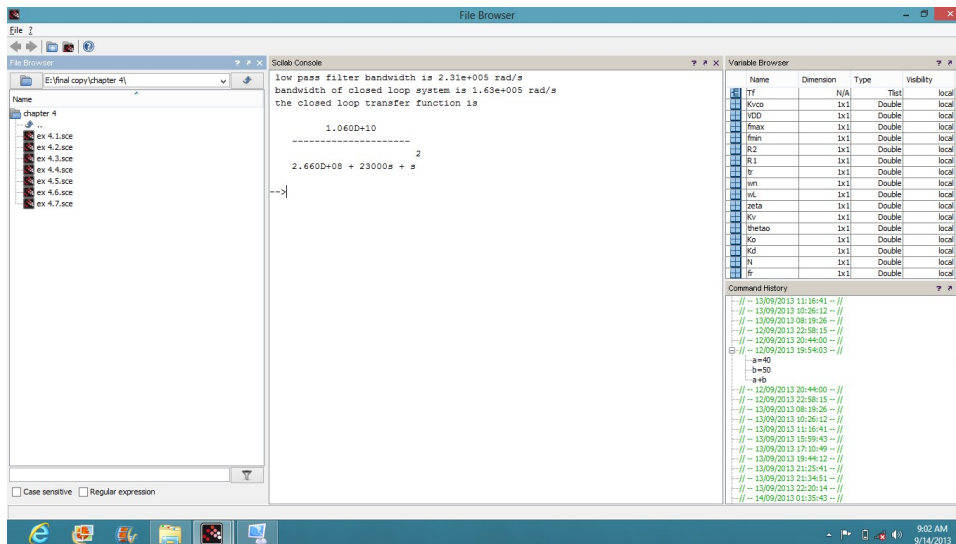 File Browser
File ?
File Browser
E:\final copy\chapter 4\
Name
chapter 4
..
ex 4.1.sce
ex 4.2.sce
ex 4.3.sce
ex 4.4.sce
ex 4.5.sce
ex 4.6.sce
ex 4.7.sce
Case sensitive Regular expression
Scilab Console
low pass filter bandwidth is 2.31e+005 rad/s
bandwidth of closed loop system is 1.63e+005 rad/s
the closed loop transfer function is
1.060D+10
---------------------
2
2.660D+08 + 23000s + s
-->
Variable Browser
Name Dimension Type Visibility
Tf N/A Tlist local
Kvco 1x1 Double local
VDD 1x1 Double local
fmax 1x1 Double local
fmin 1x1 Double local
R2 1x1 Double local
R1 1x1 Double local
tr 1x1 Double local
wn 1x1 Double local
wL 1x1 Double local
zeta 1x1 Double local
Kv 1x1 Double local
thetao 1x1 Double local
Ko 1x1 Double local
Kd 1x1 Double local
N 1x1 Double local
fr 1x1 Double local
Command History
// -- 13/09/2013 11:16:41 -- //
// -- 13/09/2013 10:26:12 -- //
// -- 13/09/2013 08:19:26 -- //
// -- 12/09/2013 22:58:15 -- //
// -- 12/09/2013 20:44:00 -- //
// -- 12/09/2013 19:54:03 -- //
a=40
b=50
a+b
// -- 12/09/2013 20:44:00 -- //
// -- 12/09/2013 22:58:15 -- //
// -- 13/09/2013 08:19:26 -- //
// -- 13/09/2013 10:26:12 -- //
// -- 13/09/2013 11:16:41 -- //
// -- 13/09/2013 15:59:43 -- //
// -- 13/09/2013 17:10:49 -- //
// -- 13/09/2013 19:44:12 -- //
// -- 13/09/2013 21:25:41 -- //
// -- 13/09/2013 21:34:51 -- //
// -- 13/09/2013 22:20:14 -- //
// -- 14/09/2013 01:35:43 -- //
9:02 AM
9/14/2013